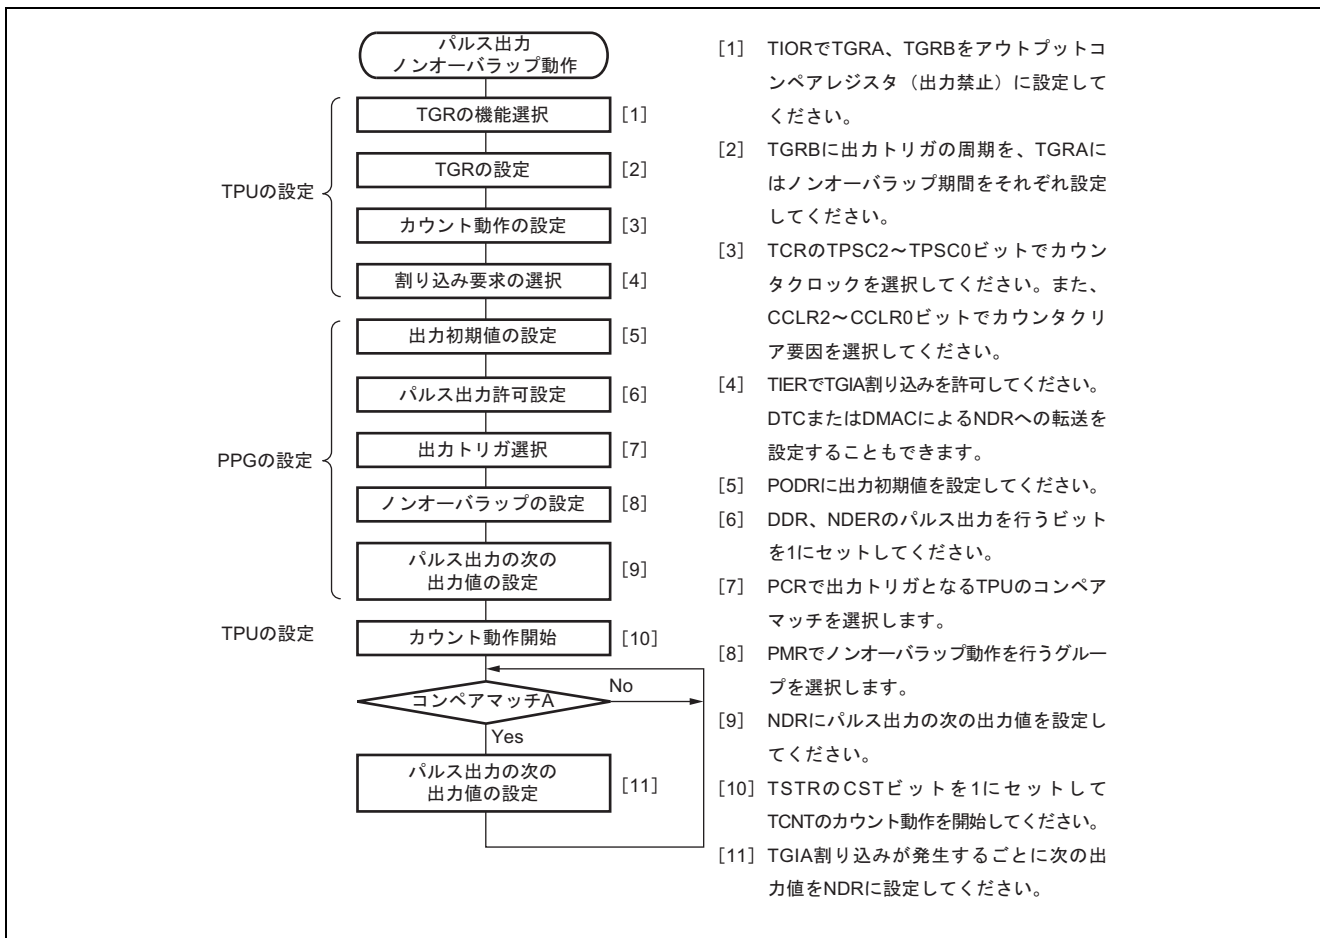 パルス出力
ノンオーバラップ動作
TPUの設定
TGRの機能選択
[1]
TGRの設定
[2]
カウント動作の設定
[3]
割り込み要求の選択
[4]
PPGの設定
出力初期値の設定
[5]
パルス出力許可設定
[6]
出力トリガ選択
[7]
ノンオーバラップの設定
[8]
パルス出力の次の
出力値の設定
[9]
TPUの設定
カウント動作開始
[10]
コンペアマッチA
No
Yes
パルス出力の次の
出力値の設定
[11]
[1] TIORでTGRA、TGRBをアウトプットコ
ンペアレジスタ（出力禁止）に設定して
ください。
[2] TGRBに出力トリガの周期を、TGRAに
はノンオーバラップ期間をそれぞれ設定
してください。
[3] TCRのTPSC2～TPSC0ビットでカウン
タクロックを選択してください。また、
CCLR2～CCLR0ビットでカウンタクリ
ア要因を選択してください。
[4] TIERでTGIA割り込みを許可してください。
DTCまたはDMACによるNDRへの転送を
設定することもできます。
[5] PODRに出力初期値を設定してください。
[6] DDR、NDERのパルス出力を行うビット
を1にセットしてください。
[7] PCRで出力トリガとなるTPUのコンペア
マッチを選択します。
[8] PMRでノンオーバラップ動作を行うグルー
プを選択します。
[9] NDRにパルス出力の次の出力値を設定し
てください。
[10] TSTRのCSTビットを1にセットして
TCNTのカウント動作を開始してください。
[11] TGIA割り込みが発生するごとに次の出
力値をNDRに設定してください。